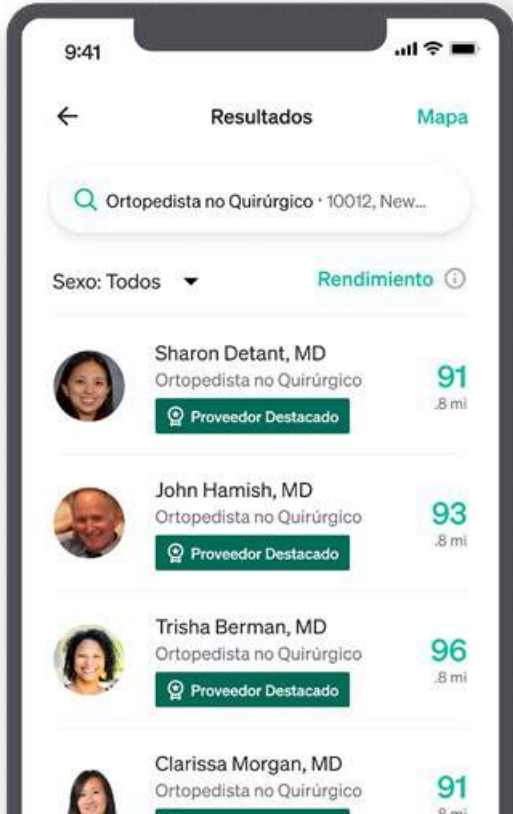 9:41
Resultados
Mapa
Ortopedista no Quirúrgico · 10012, New...
Sexo: Todos
Rendimiento
Sharon Detant, MD
Ortopedista no Quirúrgico
91
Proveedor Destacado
.8 mi
John Hamish, MD
Ortopedista no Quirúrgico
93
Proveedor Destacado
.8 mi
Trisha Berman, MD
Ortopedista no Quirúrgico
96
Proveedor Destacado
.8 mi
Clarissa Morgan, MD
Ortopedista no Quirúrgico
91